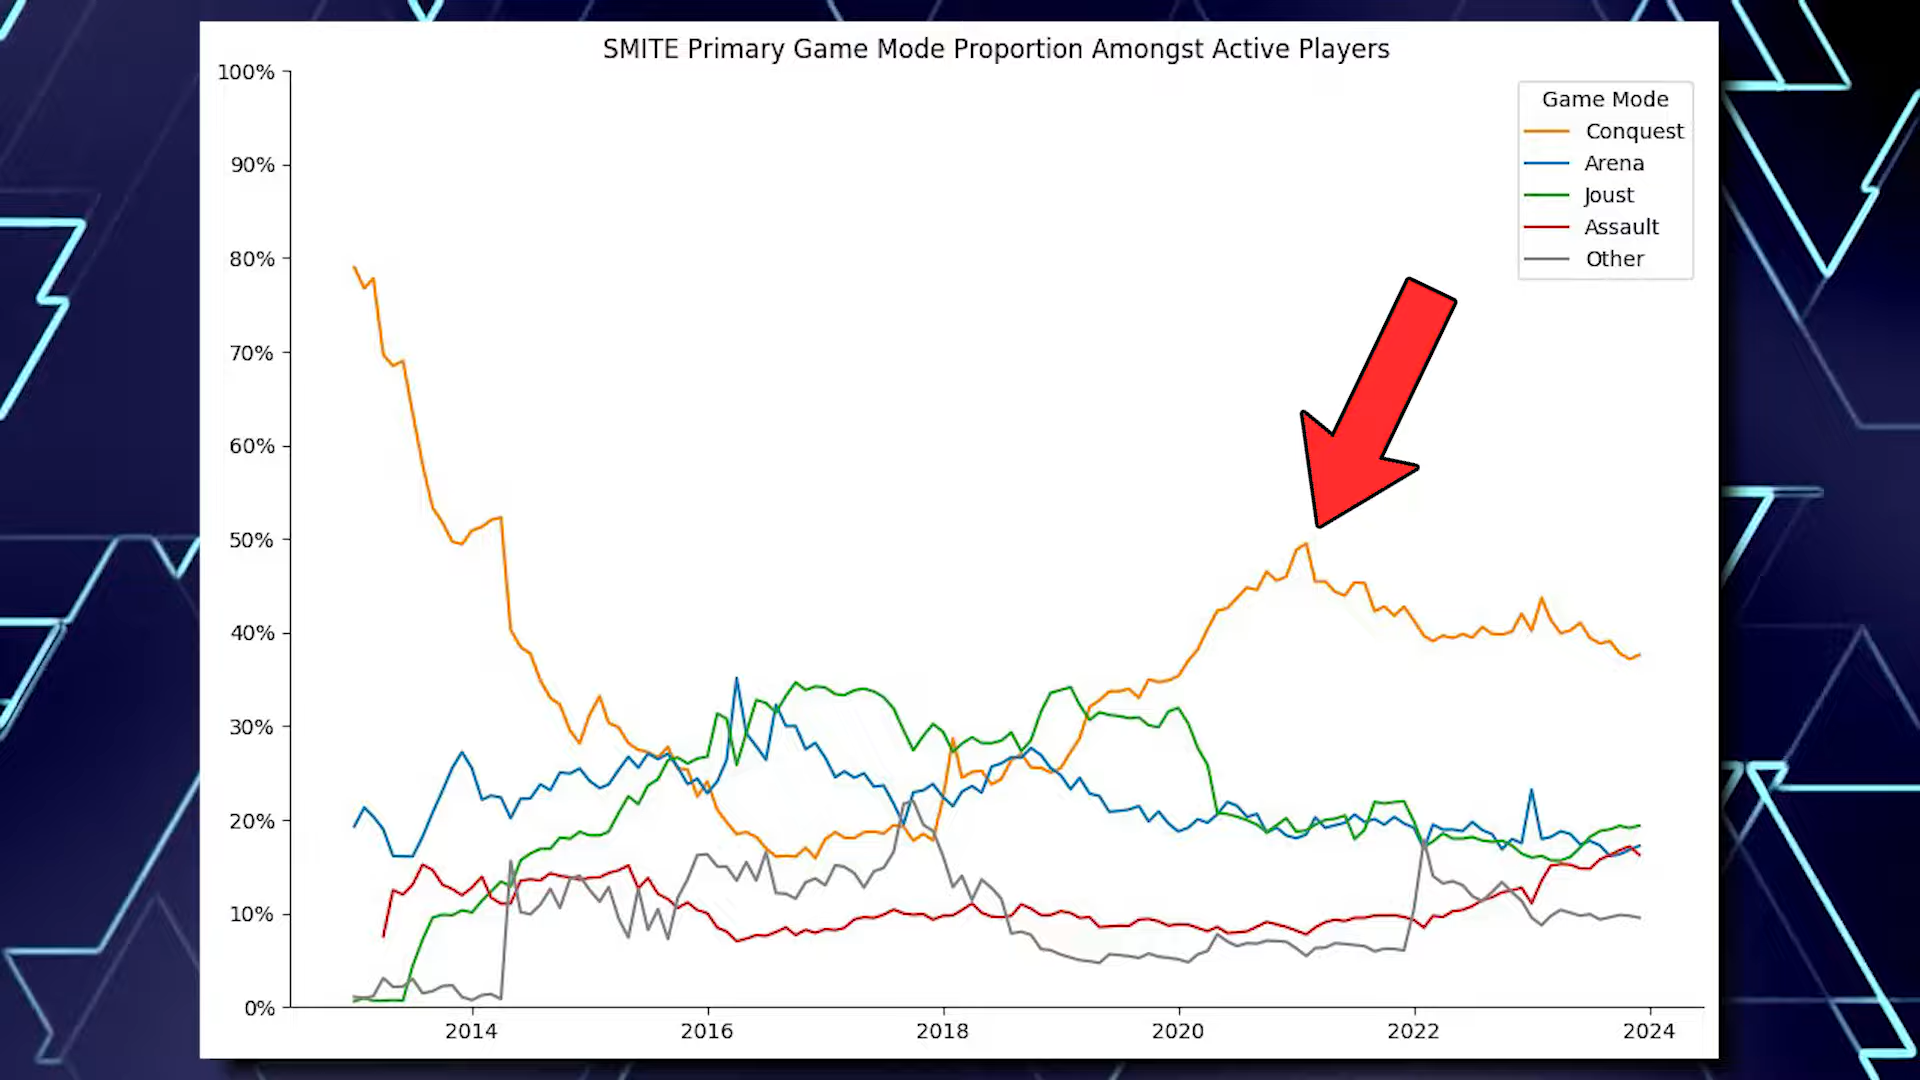 SMITE Primary Game Mode Proportion Amongst Active Players
100%
90%
80%
70%
60%
50%
40%
30%
20%
10%
0%
Game Mode
Conquest
Arena
Joust
Assault
Other
2014
2016
2018
2020
2022
2024